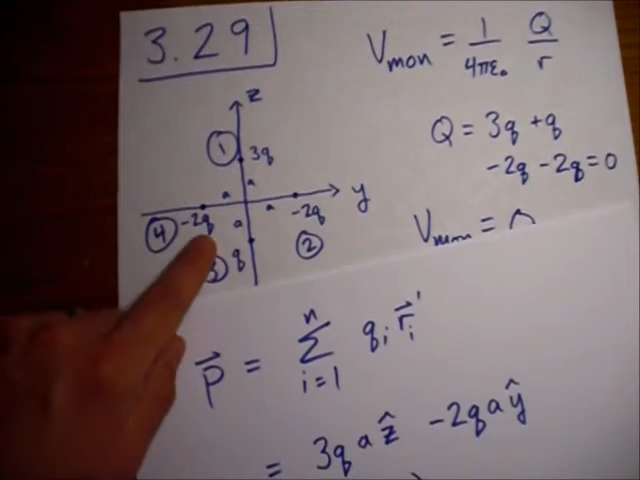 3.29
V_mon = 1/4πε₀ Q/r
Q = 3q + q
-2q - 2q = 0
V_mon =
z
① 3q
a a
a a
y
④ -2q -2q
q ②
p⃗ = Σ_{i=1}^{n} q_i r⃗_i'
= 3qa ẑ - 2qa ŷ